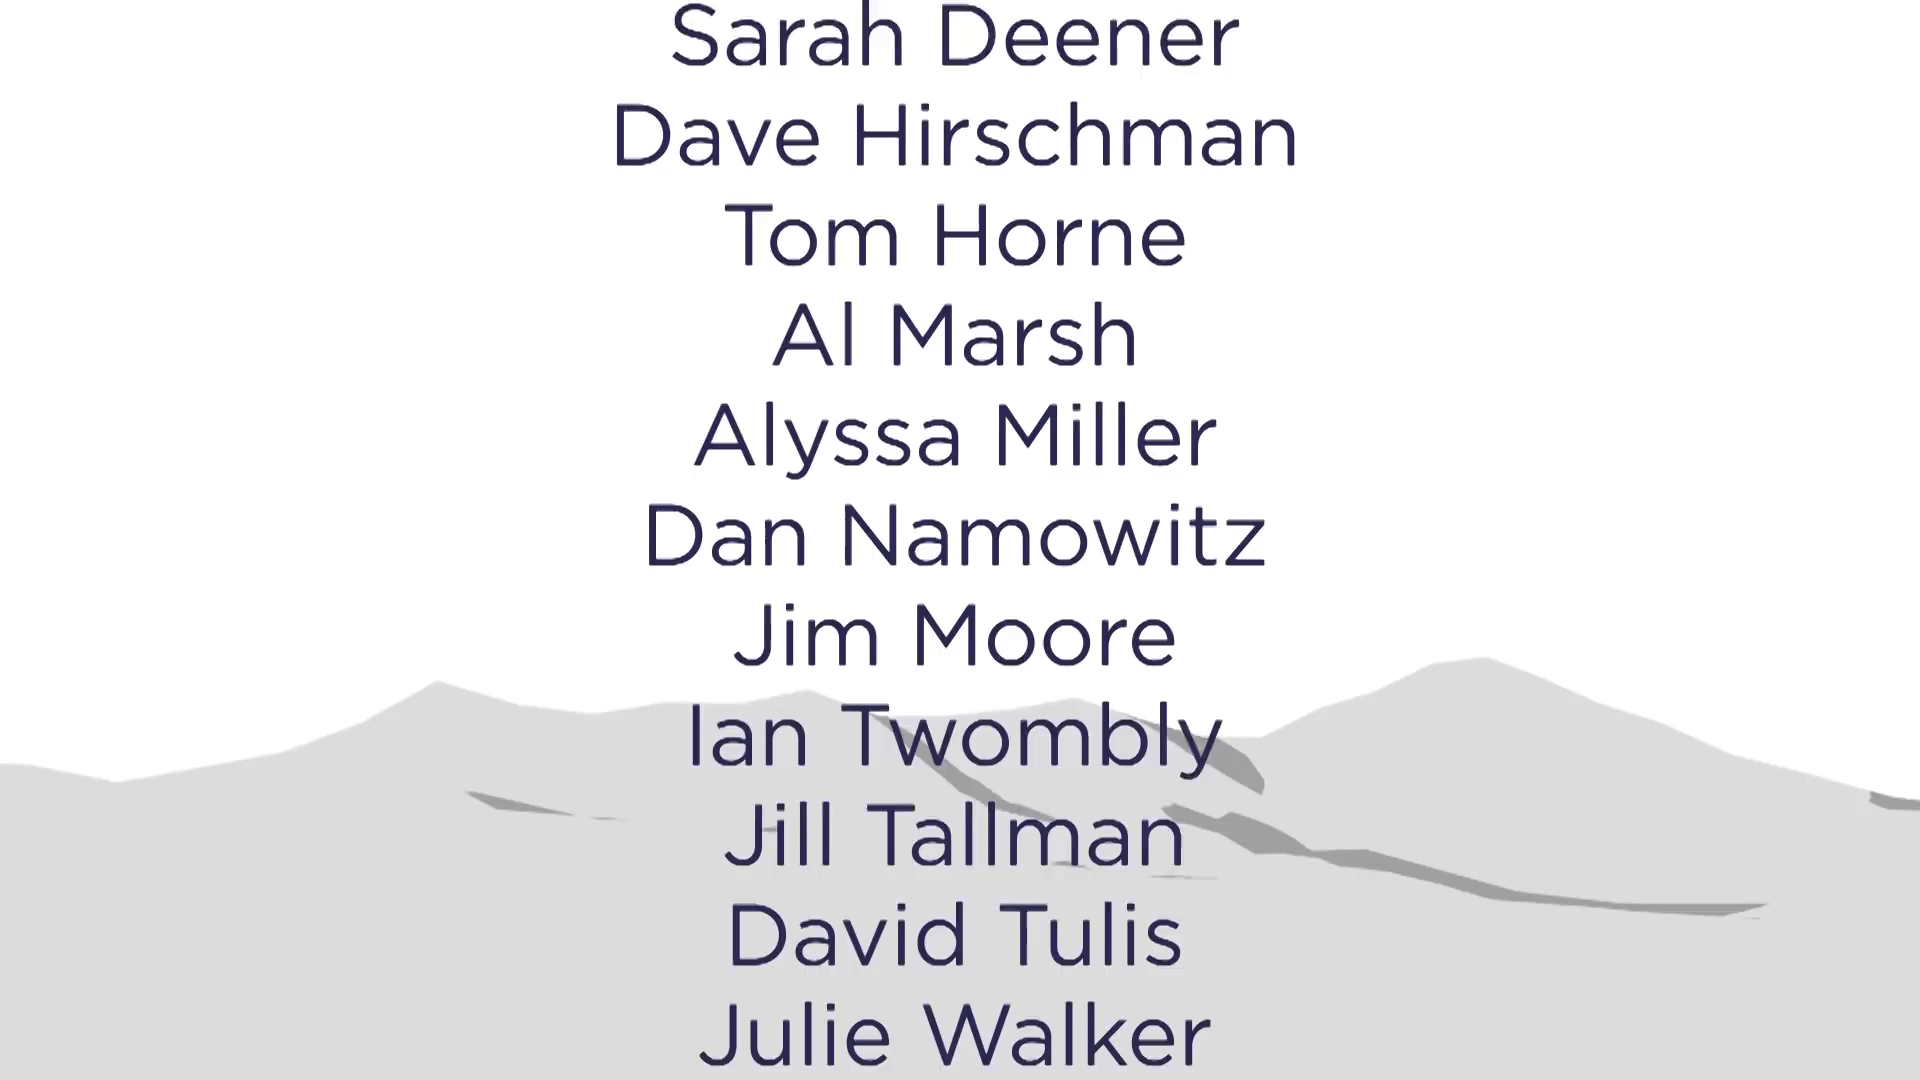 Sarah Deener
Dave Hirschman
Tom Horne
Al Marsh
Alyssa Miller
Dan Namowitz
Jim Moore
Ian Twombly
Jill Tallman
David Tulis
Julie Walker